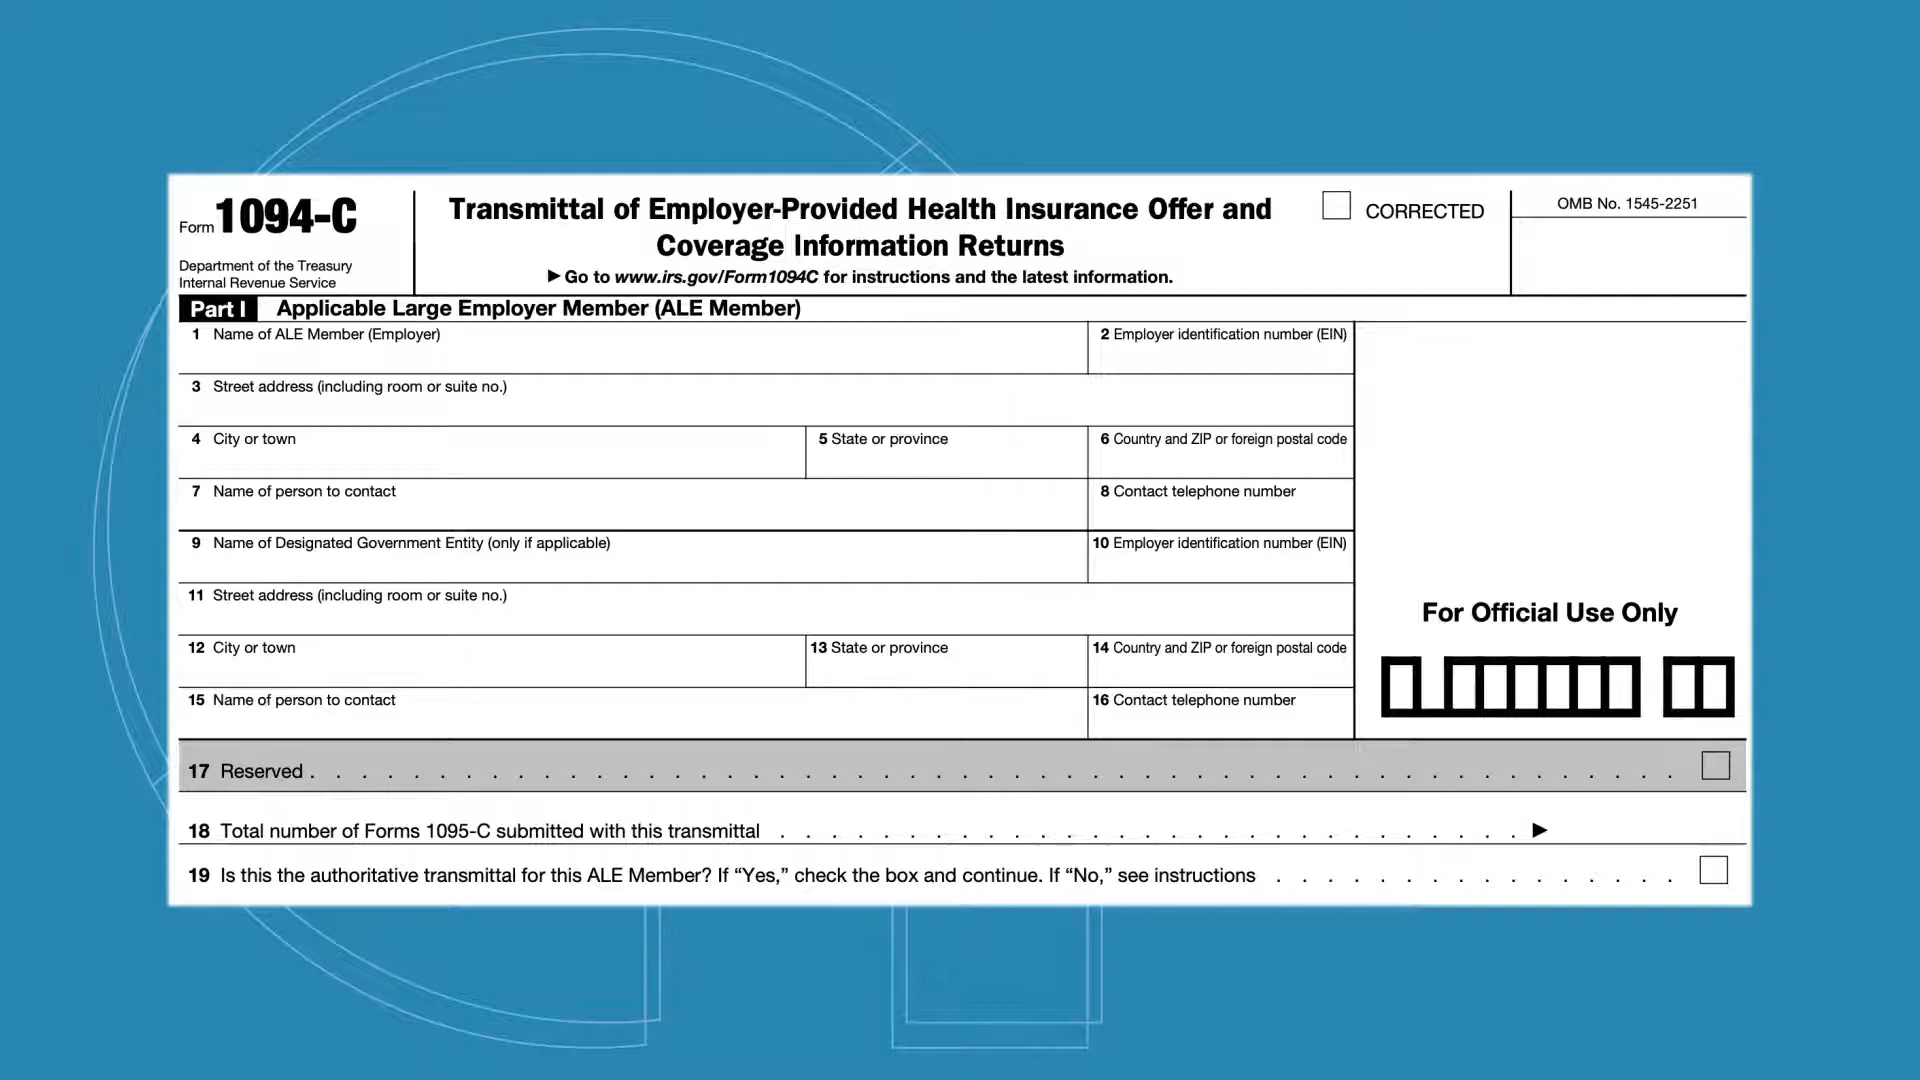 Form 1094-C
Department of the Treasury
Internal Revenue Service
Transmittal of Employer-Provided Health Insurance Offer and
Coverage Information Returns
▶ Go to www.irs.gov/Form1094C for instructions and the latest information.
CORRECTED
OMB No. 1545-2251
Part I Applicable Large Employer Member (ALE Member)
1 Name of ALE Member (Employer)
2 Employer identification number (EIN)
3 Street address (including room or suite no.)
4 City or town
5 State or province
6 Country and ZIP or foreign postal code
7 Name of person to contact
8 Contact telephone number
9 Name of Designated Government Entity (only if applicable)
10 Employer identification number (EIN)
11 Street address (including room or suite no.)
12 City or town
13 State or province
14 Country and ZIP or foreign postal code
15 Name of person to contact
16 Contact telephone number
For Official Use Only
17 Reserved . . . . . . . . . . . . . . . . . . . . . . . . . . . . . . . . . . . . . . . . . . . . . . . . . . . . .
18 Total number of Forms 1095-C submitted with this transmittal . . . . . . . . . . . . . . . . . . . . . . . . . . . . . ▶
19 Is this the authoritative transmittal for this ALE Member? If “Yes,” check the box and continue. If “No,” see instructions . . . . . . . . . . . . . . . .